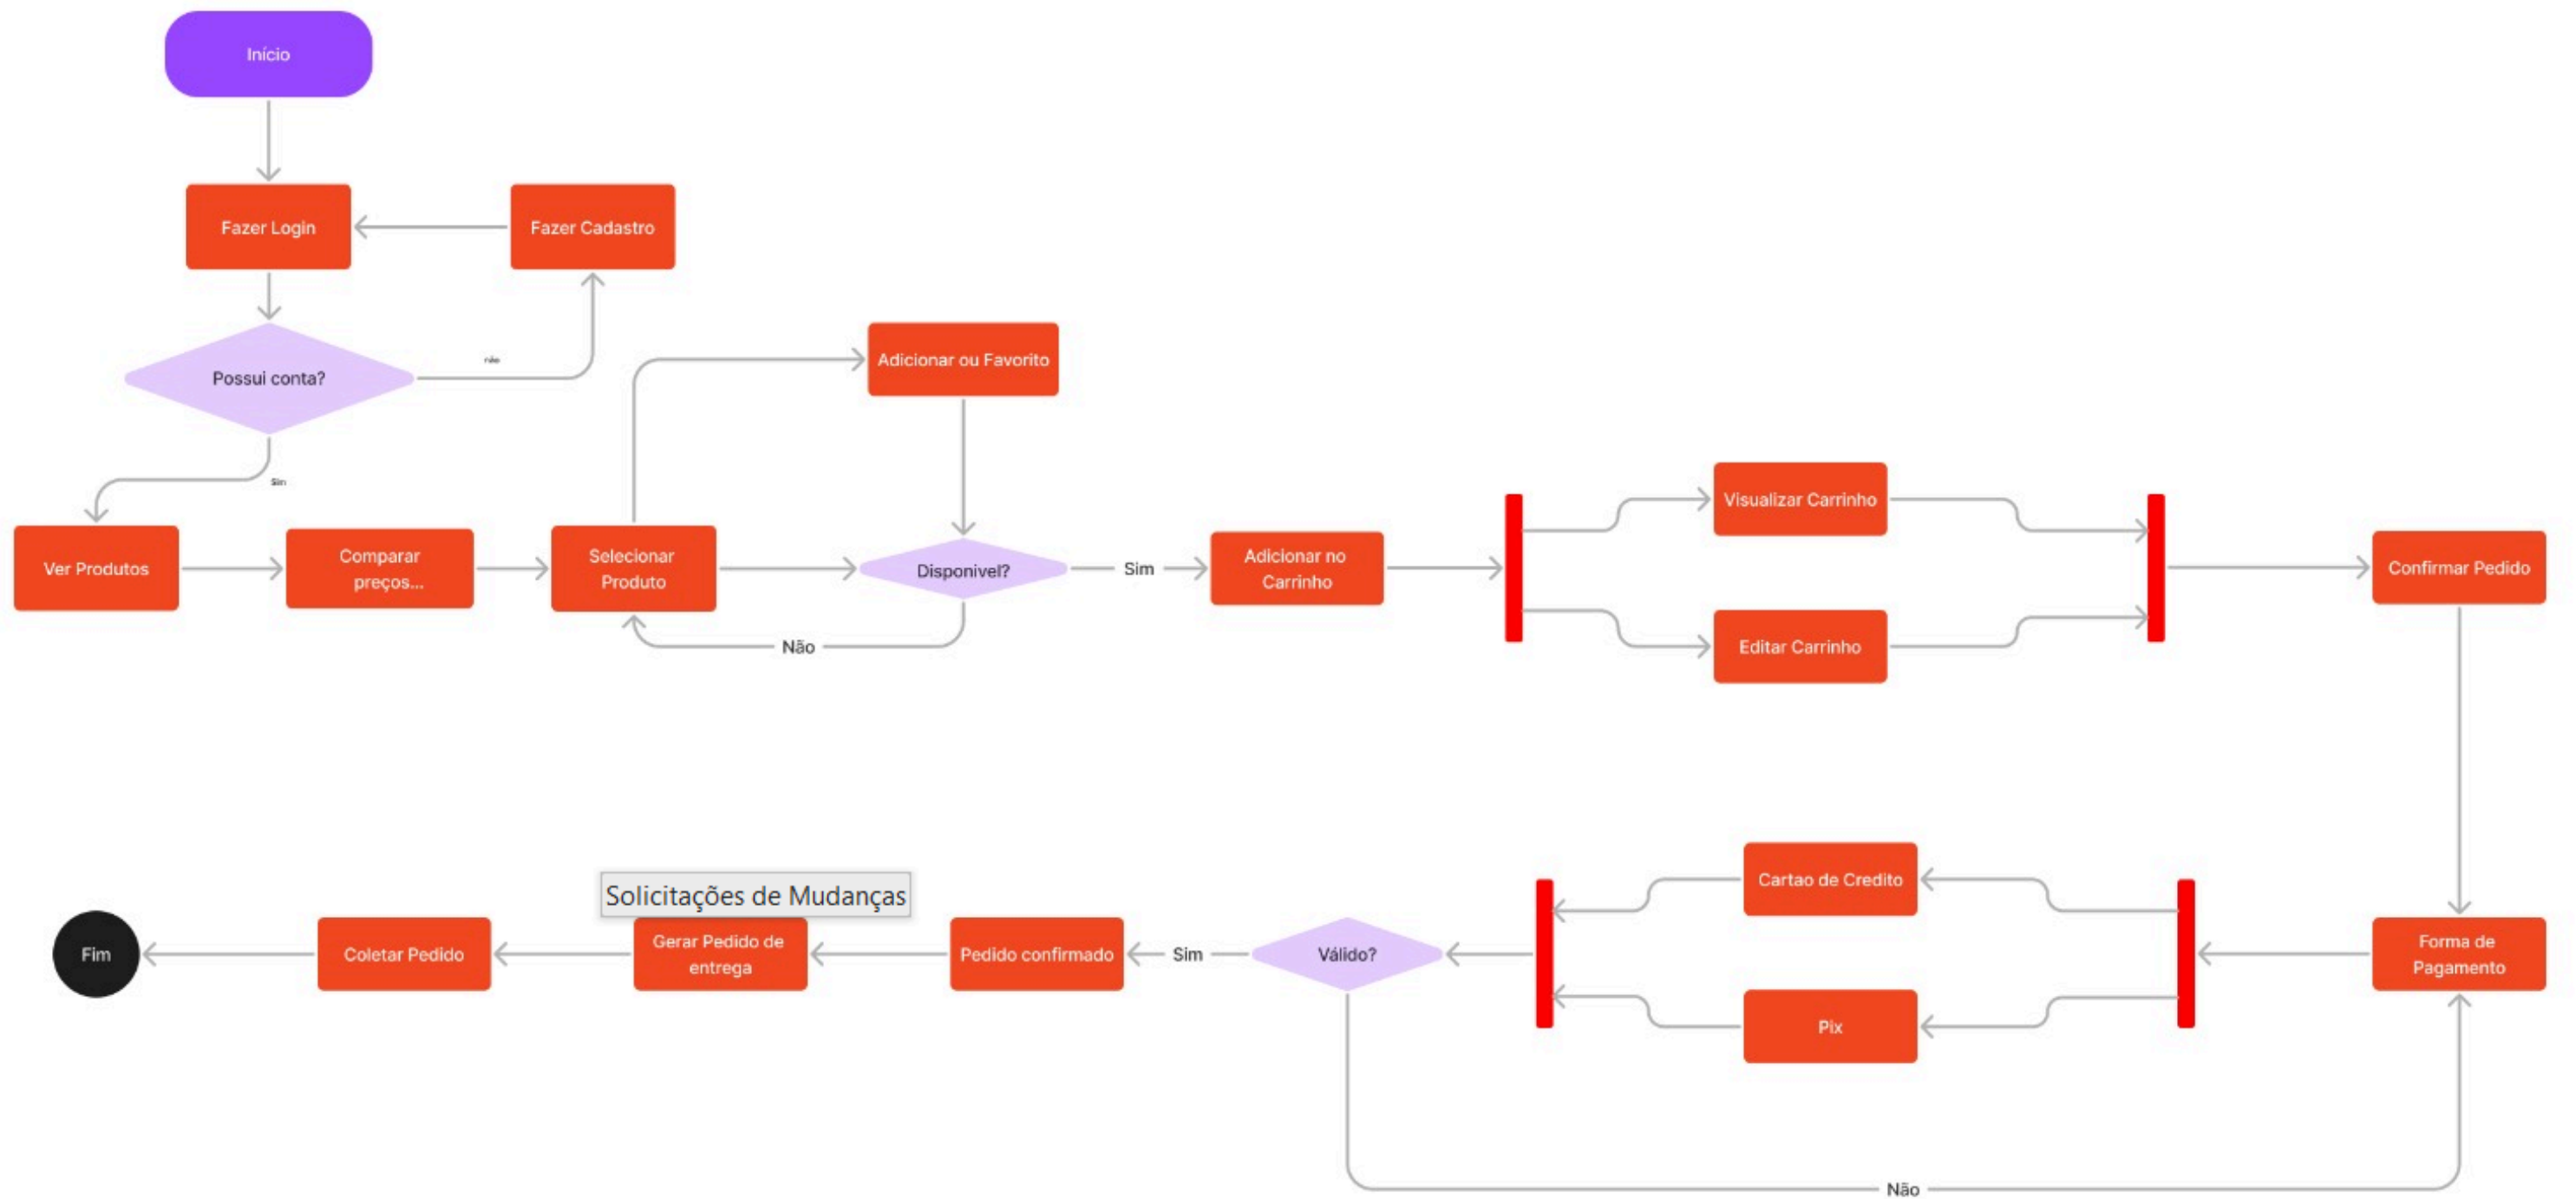 Início
Fazer Login
Fazer Cadastro
Possui conta?
não
Sim
Adicionar ou Favorito
Ver Produtos
Comparar
preços...
Selecionar
Produto
Disponivel?
Sim
Não
Adicionar no
Carrinho
Visualizar Carrinho
Editar Carrinho
Confirmar Pedido
Forma de
Pagamento
Cartao de Credito
Pix
Válido?
Não
Sim
Pedido confirmado
Solicitações de Mudanças
Gerar Pedido de
entrega
Coletar Pedido
Fim